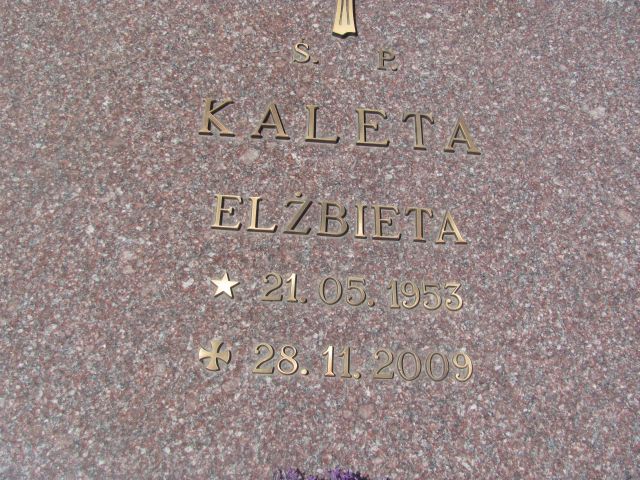 Ś. P.
KALETA
ELŻBIETA
21. 05. 1953
28. 11. 2009